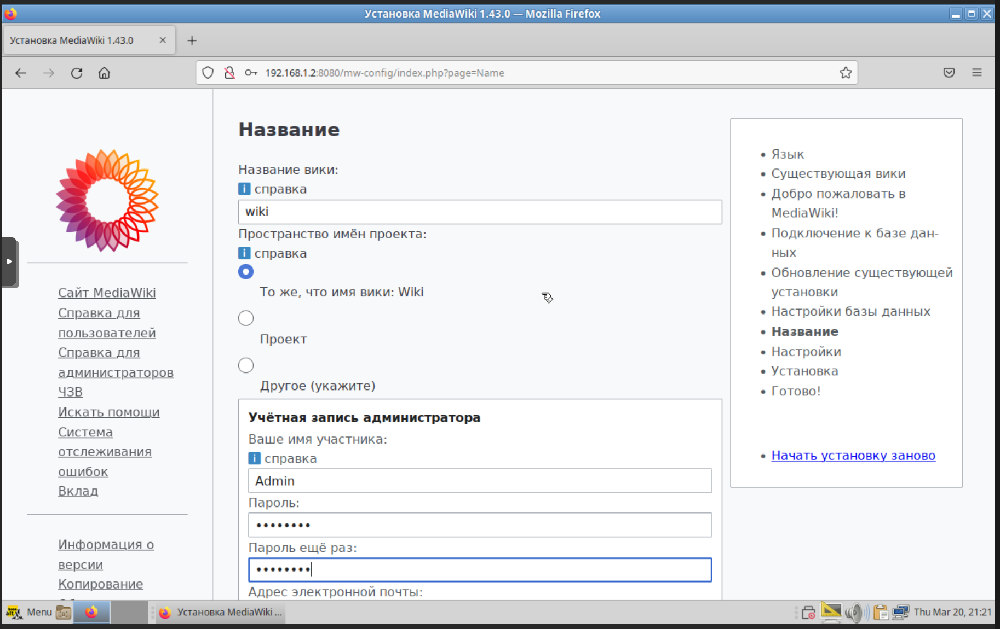 Установка MediaWiki 1.43.0 — Mozilla Firefox
Установка MediaWiki 1.43.0
192.168.1.2:8080/mw-config/index.php?page=Name
Сайт MediaWiki
Справка для
пользователей
Справка для
администраторов
ЧЗВ
Искать помощи
Система
отслеживания
ошибок
Вклад
Информация о
версии
Копирование
Название
Название вики:
справка
wiki
Пространство имён проекта:
справка
То же, что имя вики: Wiki
Проект
Другое (укажите)
Учётная запись администратора
Ваше имя участника:
справка
Admin
Пароль:
••••••••
Пароль ещё раз:
••••••••
Адрес электронной почты:
• Язык
• Существующая вики
• Добро пожаловать в
MediaWiki!
• Подключение к базе дан-
ных
• Обновление существующей
установки
• Настройки базы данных
• Название
• Настройки
• Установка
• Готово!
• Начать установку заново
Menu
Установка MediaWiki ...
Thu Mar 20, 21:21